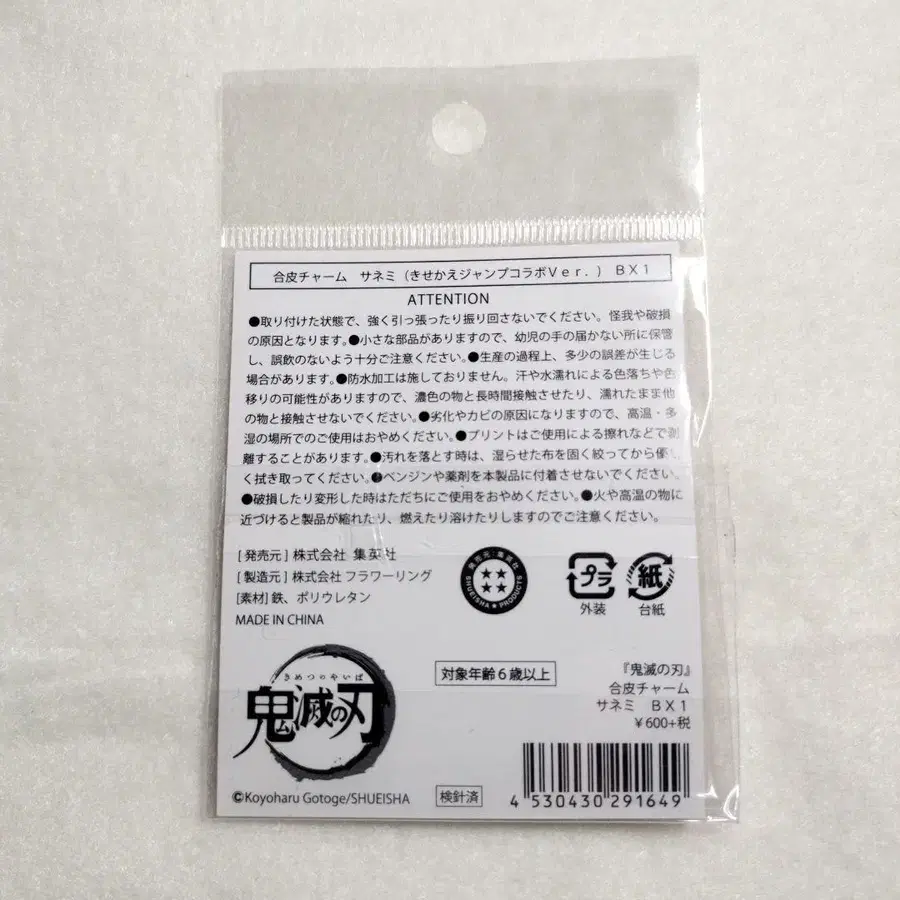 合皮チャーム サネミ（きせかえジャンプコラボＶｅｒ．） ＢＸ１
ATTENTION
●取り付けた状態で、強く引っ張ったり振り回さないでください。怪我や破損
の原因となります。●小さな部品がありますので、幼児の手の届かない所に保管
し、誤飲のないよう十分ご注意ください。●生産の過程上、多少の誤差が生じる
場合があります。●防水加工は施しておりません。汗や水濡れによる色落ちや色
移りの可能性がありますので、濃色の物と長時間接触させたり、濡れたまま他
の物と接触させないでください。●劣化やカビの原因になりますので、高温・多
湿の場所でのご使用はおやめください。●プリントはご使用による擦れなどで剥
離することがあります。●汚れを落とす時は、湿らせた布を固く絞ってから優し
く拭き取ってください。●ベンジンや薬剤を本製品に付着させないでください。
●破損したり変形した時はただちにご使用をおやめください。●火や高温の物に
近づけると製品が縮れたり、燃えたり溶けたりしますのでご注意ください。
[発売元] 株式会社 集英社
[製造元] 株式会社 フラワーリング
[素材] 鉄、ポリウレタン
MADE IN CHINA
発売元・集英社
SHUEISHA★PRODUCTS
プラ
外装
紙
台紙
きめつのやいば
鬼滅の刃
対象年齢６歳以上
『鬼滅の刃』
合皮チャーム
サネミ ＢＸ１
￥600+税
©Koyoharu Gotoge/SHUEISHA
検針済
4 530430 291649